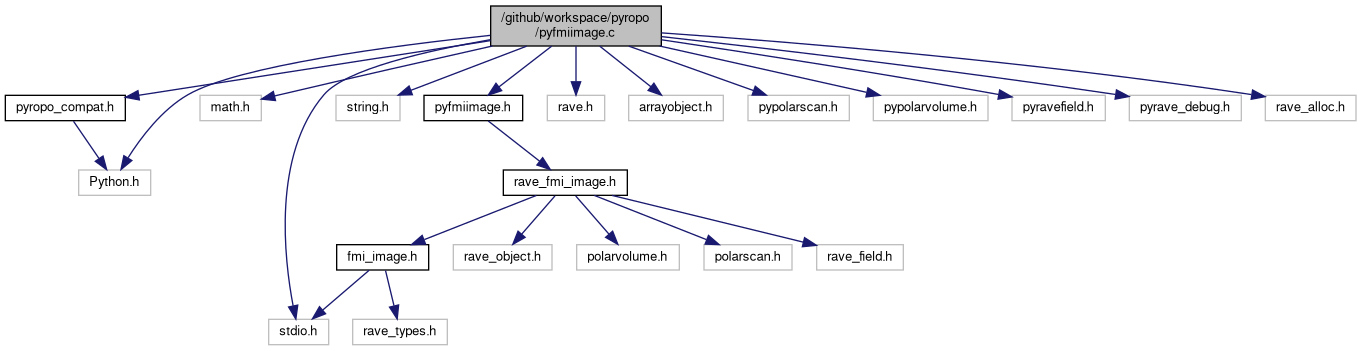 /github/workspace/pyropo
/pyfmiimage.c
pyropo_compat.h
math.h
string.h
pyfmiimage.h
rave.h
arrayobject.h
pypolarscan.h
pypolarvolume.h
pyravefield.h
pyrave_debug.h
rave_alloc.h
Python.h
rave_fmi_image.h
fmi_image.h
rave_object.h
polarvolume.h
polarscan.h
rave_field.h
stdio.h
rave_types.h